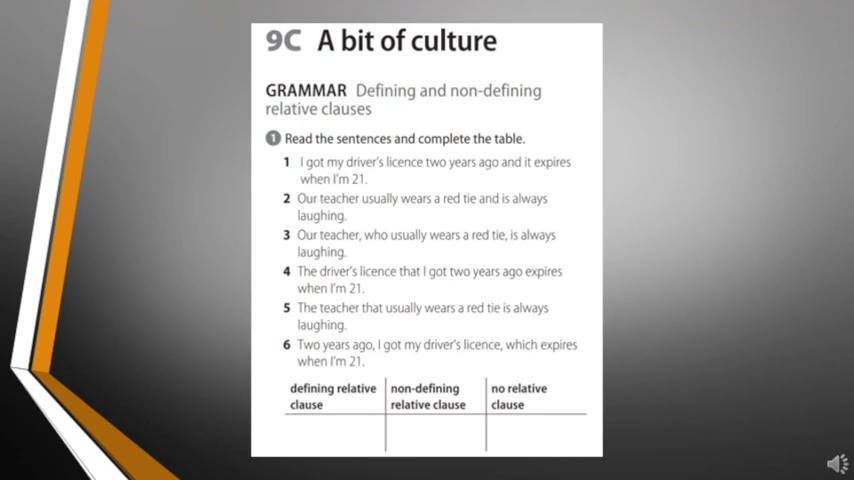 9C A bit of culture
GRAMMAR Defining and non-defining
relative clauses
1 Read the sentences and complete the table.
1 I got my driver's licence two years ago and it expires
when I'm 21.
2 Our teacher usually wears a red tie and is always
laughing.
3 Our teacher, who usually wears a red tie, is always
laughing.
4 The driver's licence that I got two years ago expires
when I'm 21.
5 The teacher that usually wears a red tie is always
laughing.
6 Two years ago, I got my driver's licence, which expires
when I'm 21.
defining relative non-defining no relative
clause relative clause clause